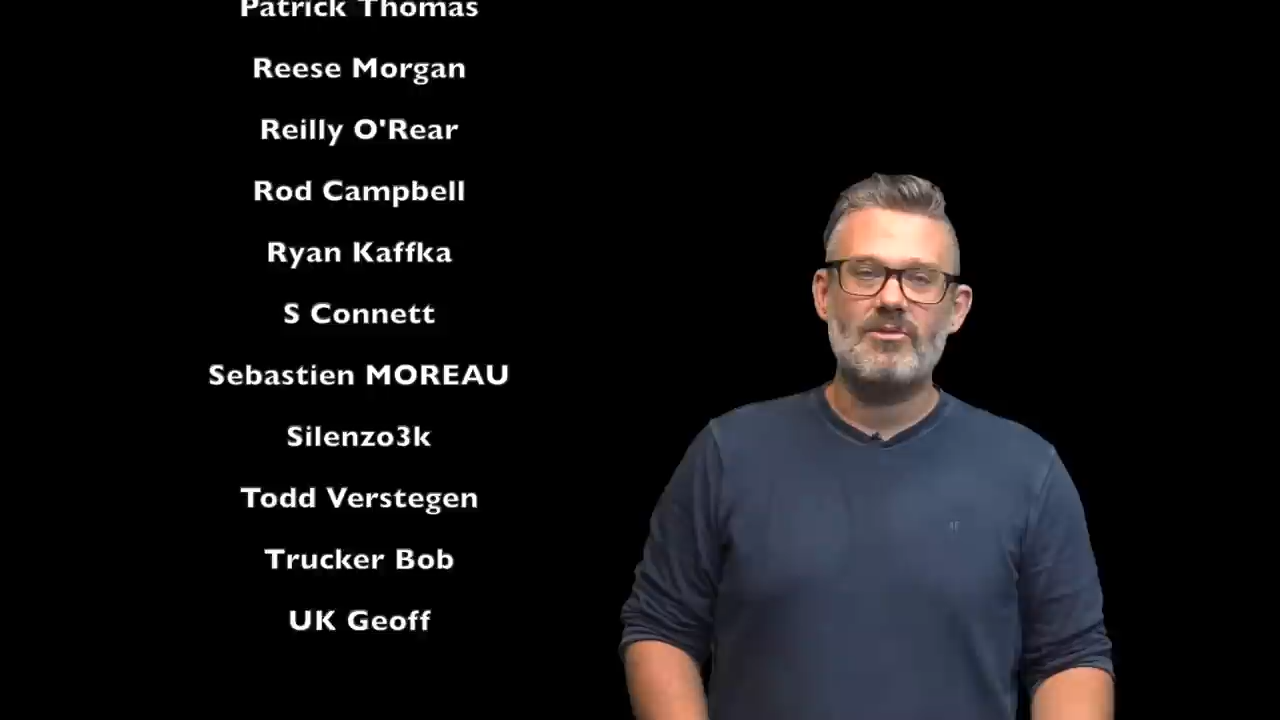 Patrick Thomas
Reese Morgan
Reilly O'Rear
Rod Campbell
Ryan Kaffka
S Connett
Sebastien MOREAU
Silenzo3k
Todd Verstegen
Trucker Bob
UK Geoff